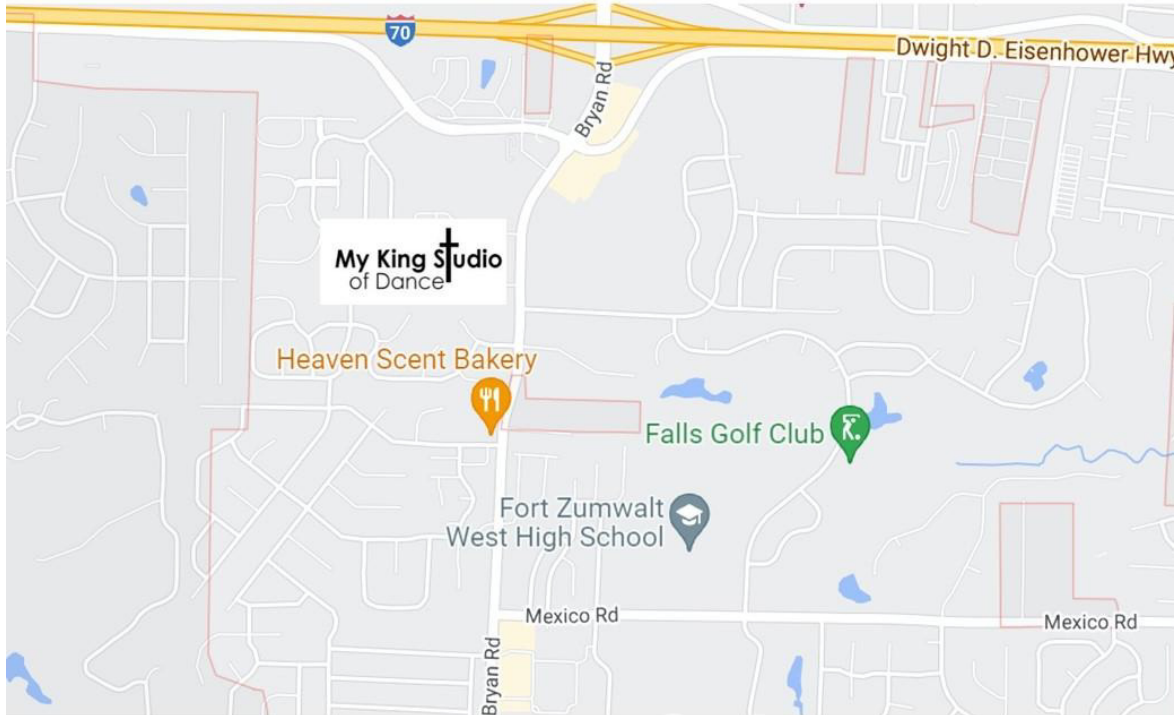 70
Dwight D. Eisenhower Hwy
Bryan Rd
My King Studio
of Dance
Heaven Scent Bakery
Falls Golf Club
Fort Zumwalt
West High School
Mexico Rd
Mexico Rd
Bryan Rd